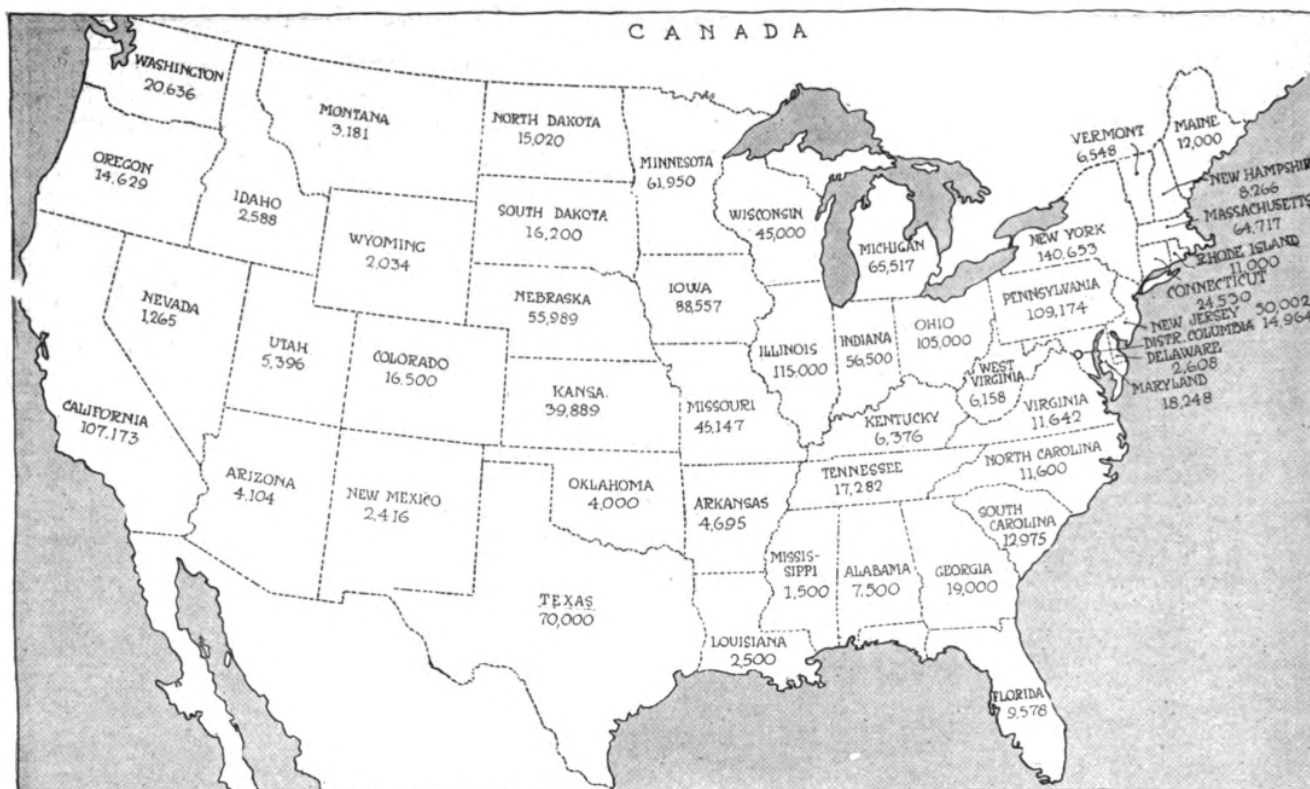 CANADA
WASHINGTON
20,636
MONTANA
3,181
NORTH DAKOTA
15,020
MINNESOTA
61,950
VERMONT
6,548
MAINE
12,000
OREGON
14,629
IDAHO
2,588
SOUTH DAKOTA
16,200
WISCONSIN
45,000
MICHIGAN
65,517
NEW YORK
140,653
NEW HAMPSHIRE
8,266
MASSACHUSETTS
64,717
RHODE ISLAND
11,000
CONNECTICUT
24,530
NEW JERSEY 50,002
DISTR. COLUMBIA 14,964
DELAWARE
2,608
MARYLAND
18,248
WYOMING
2,034
NEVADA
1,265
UTAH
5,396
COLORADO
16,500
NEBRASKA
55,989
IOWA
88,557
ILLINOIS
115,000
INDIANA
56,500
OHIO
105,000
PENNSYLVANIA
109,174
CALIFORNIA
107,173
KANSA.
39,889
MISSOURI
45,147
KENTUCKY
6,376
WEST
VIRGINIA
6,158
VIRGINIA
11,642
ARIZONA
4,104
NEW MEXICO
2,416
OKLAHOMA
4,000
ARKANSAS
4,695
TENNESSEE
17,282
NORTH CAROLINA
11,600
SOUTH
CAROLINA
12,975
TEXAS
70,000
LOUISIANA
2,500
MISSIS-
SIPPI
1,500
ALABAMA
7,500
GEORGIA
19,000
FLORIDA
9,578